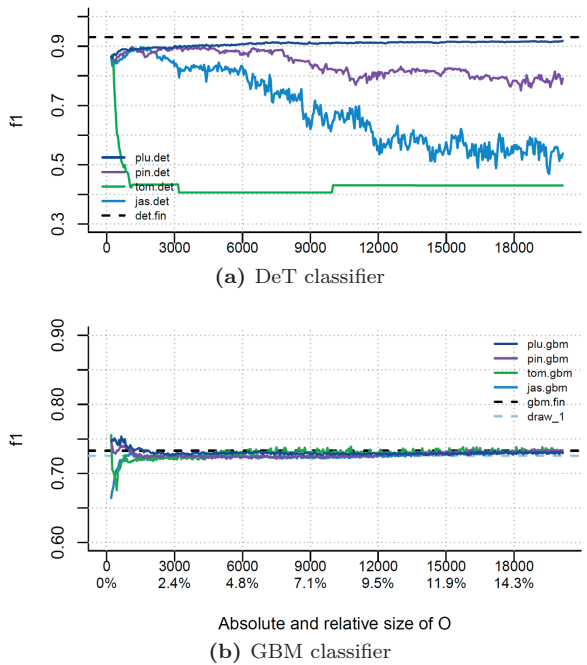 0.9
0.7
0.5
0.3
f1
plu.det
pin.det
tom.det
jas.det
det.fin
0 3000 6000 9000 12000 15000 18000
(a) DeT classifier
0.90
0.80
0.70
0.60
f1
plu.gbm
pin.gbm
tom.gbm
jas.gbm
gbm.fin
draw_1
0 3000 6000 9000 12000 15000 18000
0% 2.4% 4.8% 7.1% 9.5% 11.9% 14.3%
Absolute and relative size of O
(b) GBM classifier